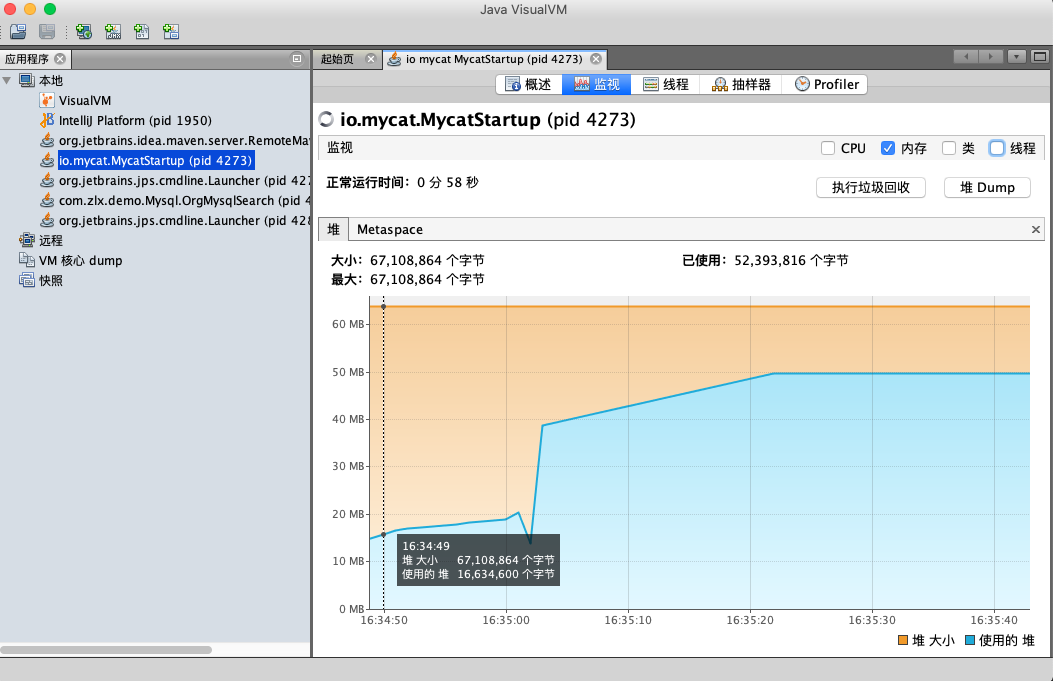 Java VisualVM
应用程序
起始页
io mycat MycatStartup (pid 4273)
本地
VisualVM
IntelliJ Platform (pid 1950)
org.jetbrains.idea.maven.server.RemoteMa
io.mycat.MycatStartup (pid 4273)
org.jetbrains.jps.cmdline.Launcher (pid 427
com.zlx.demo.Mysql.OrgMysqlSearch (pid 4
org.jetbrains.jps.cmdline.Launcher (pid 428
远程
VM 核心 dump
快照
概述
监视
线程
抽样器
Profiler
io.mycat.MycatStartup (pid 4273)
监视
CPU
内存
类
线程
正常运行时间: 0 分 58 秒
执行垃圾回收
堆 Dump
堆
Metaspace
大小: 67,108,864 个字节
已使用: 52,393,816 个字节
最大: 67,108,864 个字节
60 MB
50 MB
40 MB
30 MB
20 MB
10 MB
0 MB
16:34:49
堆 大小 67,108,864 个字节
使用的 堆 16,634,600 个字节
16:34:50
16:35:00
16:35:10
16:35:20
16:35:30
16:35:40
堆 大小
使用的 堆